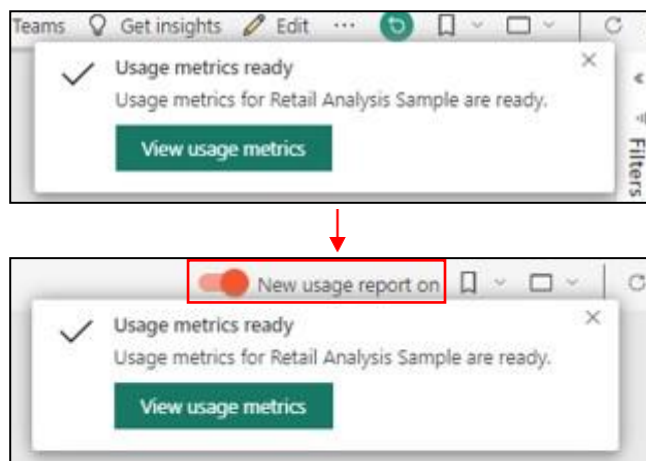 Teams Get insights Edit ...
Usage metrics ready
Usage metrics for Retail Analysis Sample are ready.
View usage metrics
Filters
New usage report on
Usage metrics ready
Usage metrics for Retail Analysis Sample are ready.
View usage metrics